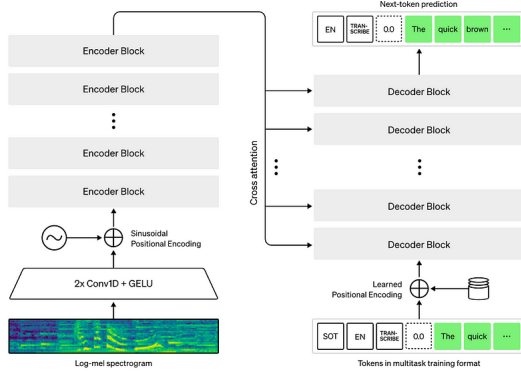 Next-token prediction
EN
TRAN-
SCRIBE
0.0
The
quick
brown
...
Encoder Block
Encoder Block
Encoder Block
Encoder Block
Sinusoidal
Positional Encoding
2x Conv1D + GELU
Log-mel spectrogram
Cross attention
Decoder Block
Decoder Block
Decoder Block
Decoder Block
Learned
Positional Encoding
SOT
EN
TRAN-
SCRIBE
0.0
The
quick
...
Tokens in multitask training format